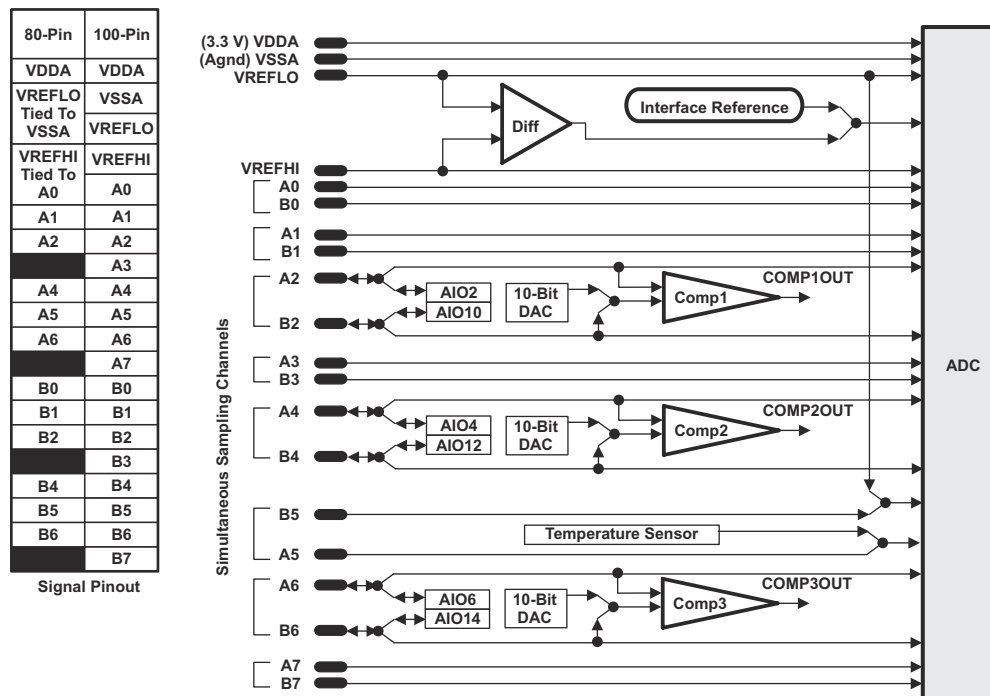 80-Pin 100-Pin
VDDA VDDA
VREFLO
Tied To
VSSA
VSSA
VREFLO
VREFHI
Tied To
A0
VREFHI
A0
A1 A1
A2 A2
A3
A4 A4
A5 A5
A6 A6
A7
B0 B0
B1 B1
B2 B2
B3
B4 B4
B5 B5
B6 B6
B7
Signal Pinout
(3.3 V) VDDA
(Agnd) VSSA
VREFLO
Diff
Interface Reference
VREFHI
A0
B0
A1
B1
A2
AIO2
AIO10
10-Bit
DAC
Comp1
COMP1OUT
B2
Simultaneous Sampling Channels
A3
B3
ADC
A4
AIO4
AIO12
10-Bit
DAC
Comp2
COMP2OUT
B4
B5
Temperature Sensor
A5
A6
AIO6
AIO14
10-Bit
DAC
Comp3
COMP3OUT
B6
A7
B7